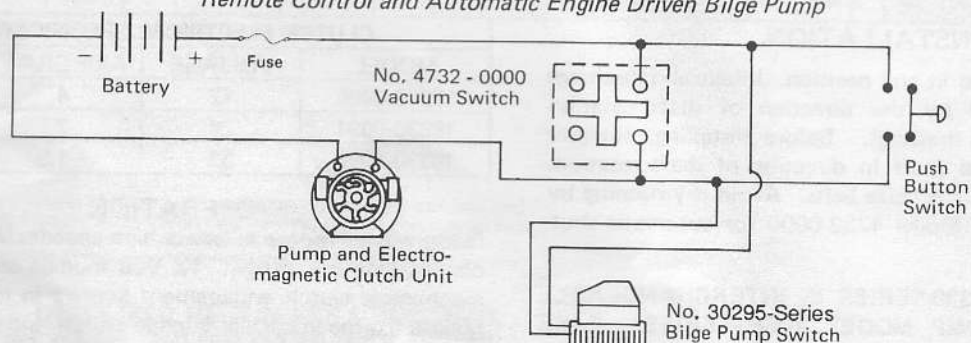 Remote Control and Automatic Engine Driven Bilge Pump
+
Battery
Fuse
No. 4732 - 0000
Vacuum Switch
Push
Button
Switch
Pump and Electro-
magnetic Clutch Unit
No. 30295-Series
Bilge Pump Switch